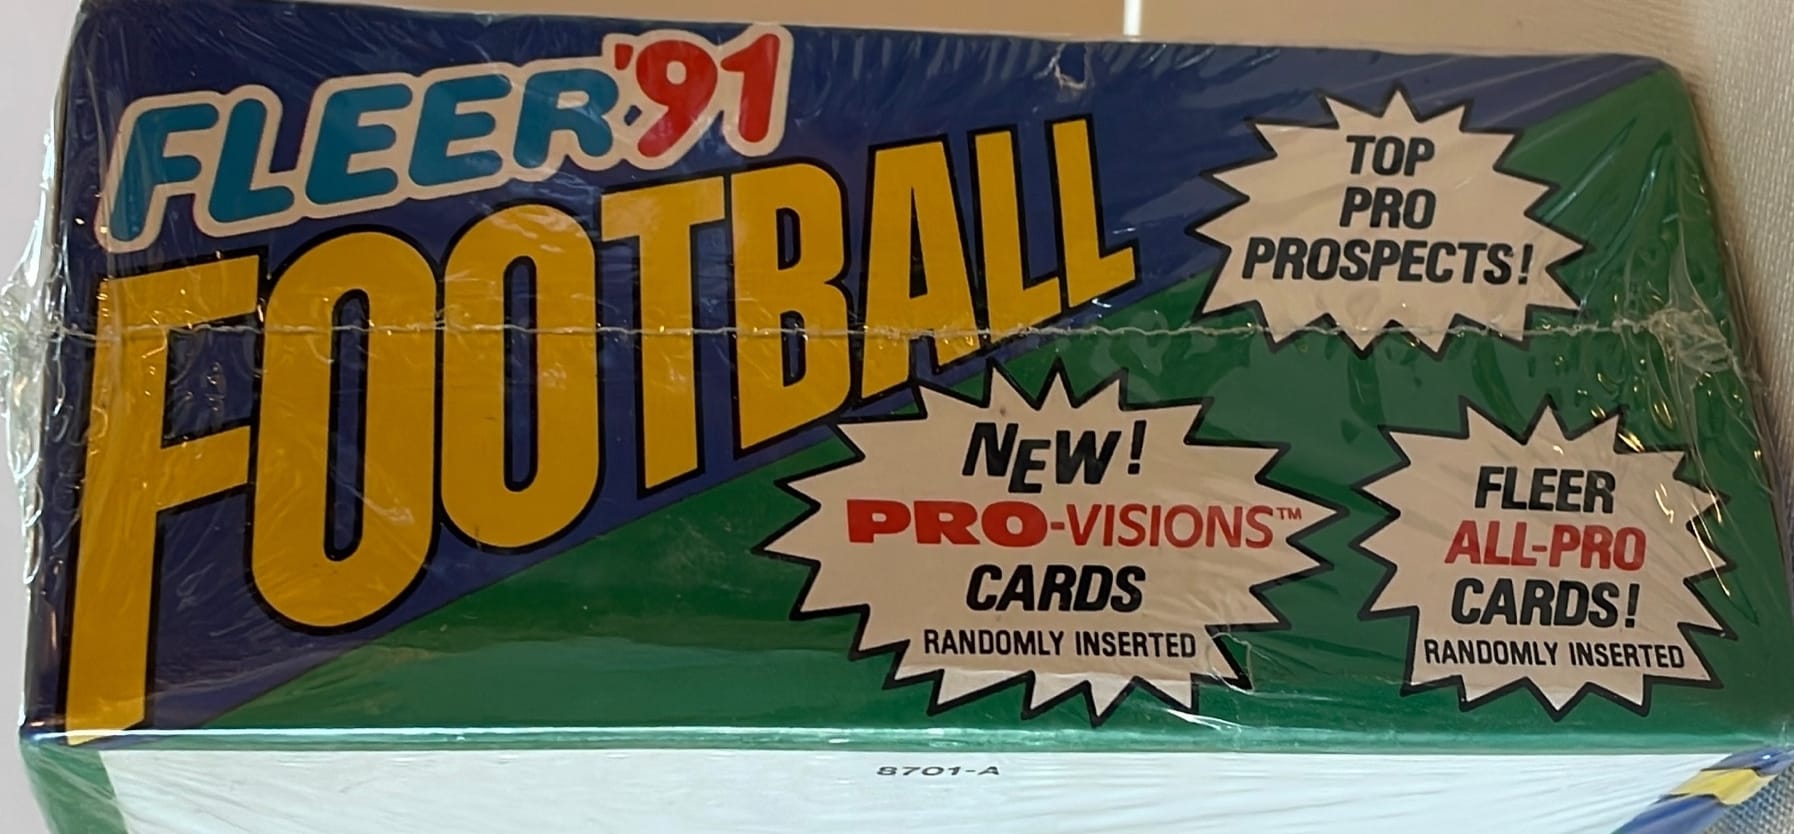 FLEER '91
FOOTBALL
TOP
PRO
PROSPECTS!
NEW!
PRO-VISIONS™
CARDS
RANDOMLY INSERTED
FLEER
ALL-PRO
CARDS!
RANDOMLY INSERTED
8701-A